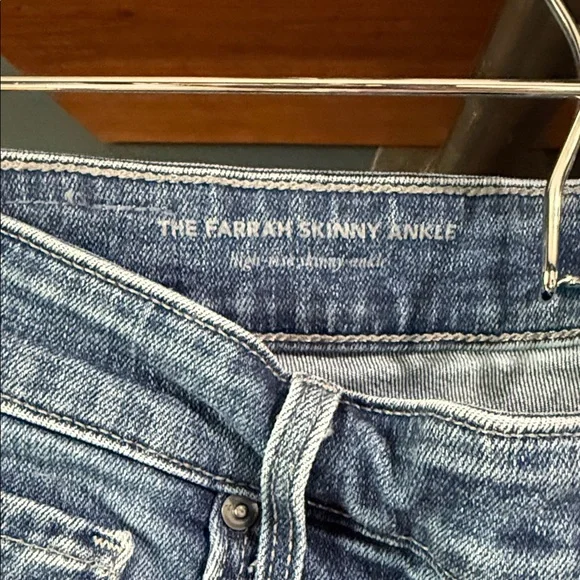 THE FARRAH SKINNY ANKLE
high-rise skinny ankle